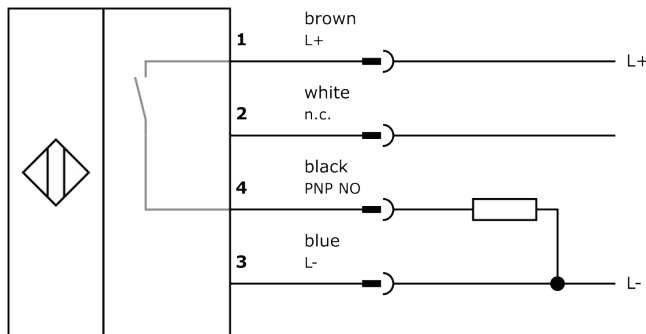 brown
1
L+
L+
white
2
n.c.
black
4
PNP NO
blue
3
L-
L-